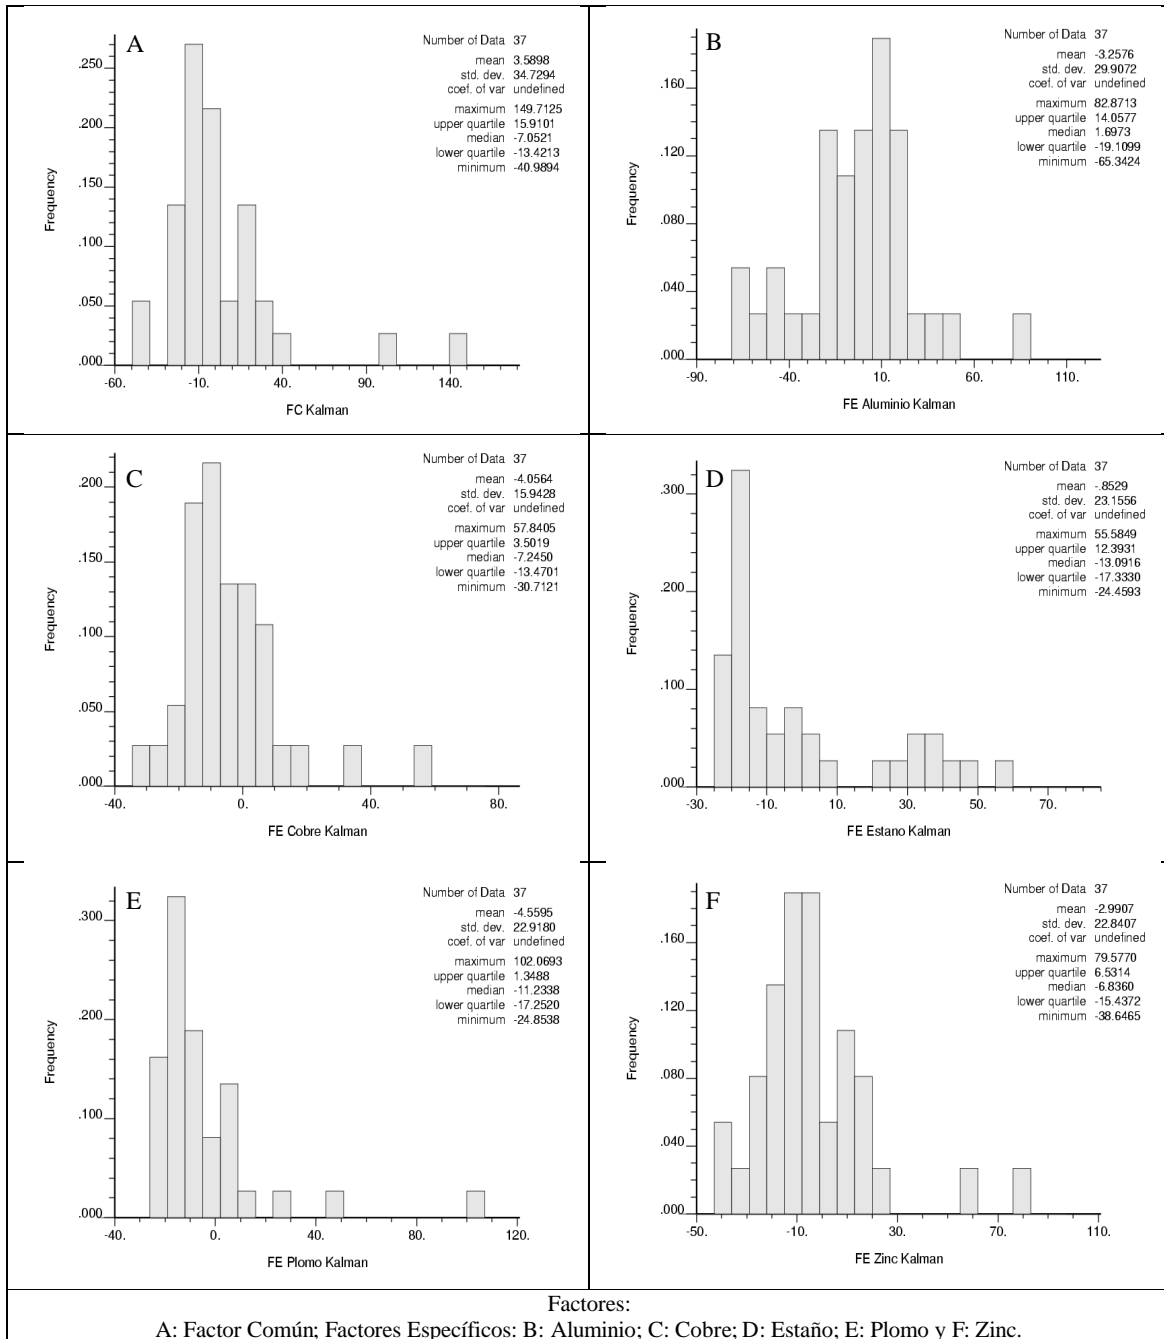 A
Number of Data 37
mean 3.5898
std. dev. 34.7294
coef. of var undefined
maximum 149.7125
upper quartile 15.9101
median -7.0521
lower quartile -13.4213
minimum -40.9894
Frequency
.250
.200
.150
.100
.050
.000
-60. -10. 40. 90. 140.
FC Kalman
B
Number of Data 37
mean -3.2576
std. dev. 29.9072
coef. of var undefined
maximum 82.8713
upper quartile 14.0577
median 1.6973
lower quartile -19.1099
minimum -65.3424
Frequency
.160
.120
.080
.040
.000
-90. -40. 10. 60. 110.
FE Aluminio Kalman
C
Number of Data 37
mean -4.0564
std. dev. 15.9428
coef. of var undefined
maximum 57.8405
upper quartile 3.5019
median -7.2450
lower quartile -13.4701
minimum -30.7121
Frequency
.200
.150
.100
.050
.000
-40. 0. 40. 80.
FE Cobre Kalman
D
Number of Data 37
mean -.8529
std. dev. 23.1556
coef. of var undefined
maximum 55.5849
upper quartile 12.3931
median -13.0916
lower quartile -17.3330
minimum -24.4593
Frequency
.300
.200
.100
.000
-30. -10. 10. 30. 50. 70.
FE Estano Kalman
E
Number of Data 37
mean -4.5595
std. dev. 22.9180
coef. of var undefined
maximum 102.0693
upper quartile 1.3488
median -11.2338
lower quartile -17.2520
minimum -24.8538
Frequency
.300
.200
.100
.000
-40. 0. 40. 80. 120.
FE Plomo Kalman
F
Number of Data 37
mean -2.9907
std. dev. 22.8407
coef. of var undefined
maximum 79.5770
upper quartile 6.5314
median -6.8360
lower quartile -15.4372
minimum -38.6465
Frequency
.160
.120
.080
.040
.000
-50. -10. 30. 70. 110.
FE Zinc Kalman
Factores:
A: Factor Común; Factores Específicos: B: Aluminio; C: Cobre; D: Estaño; E: Plomo y F: Zinc.